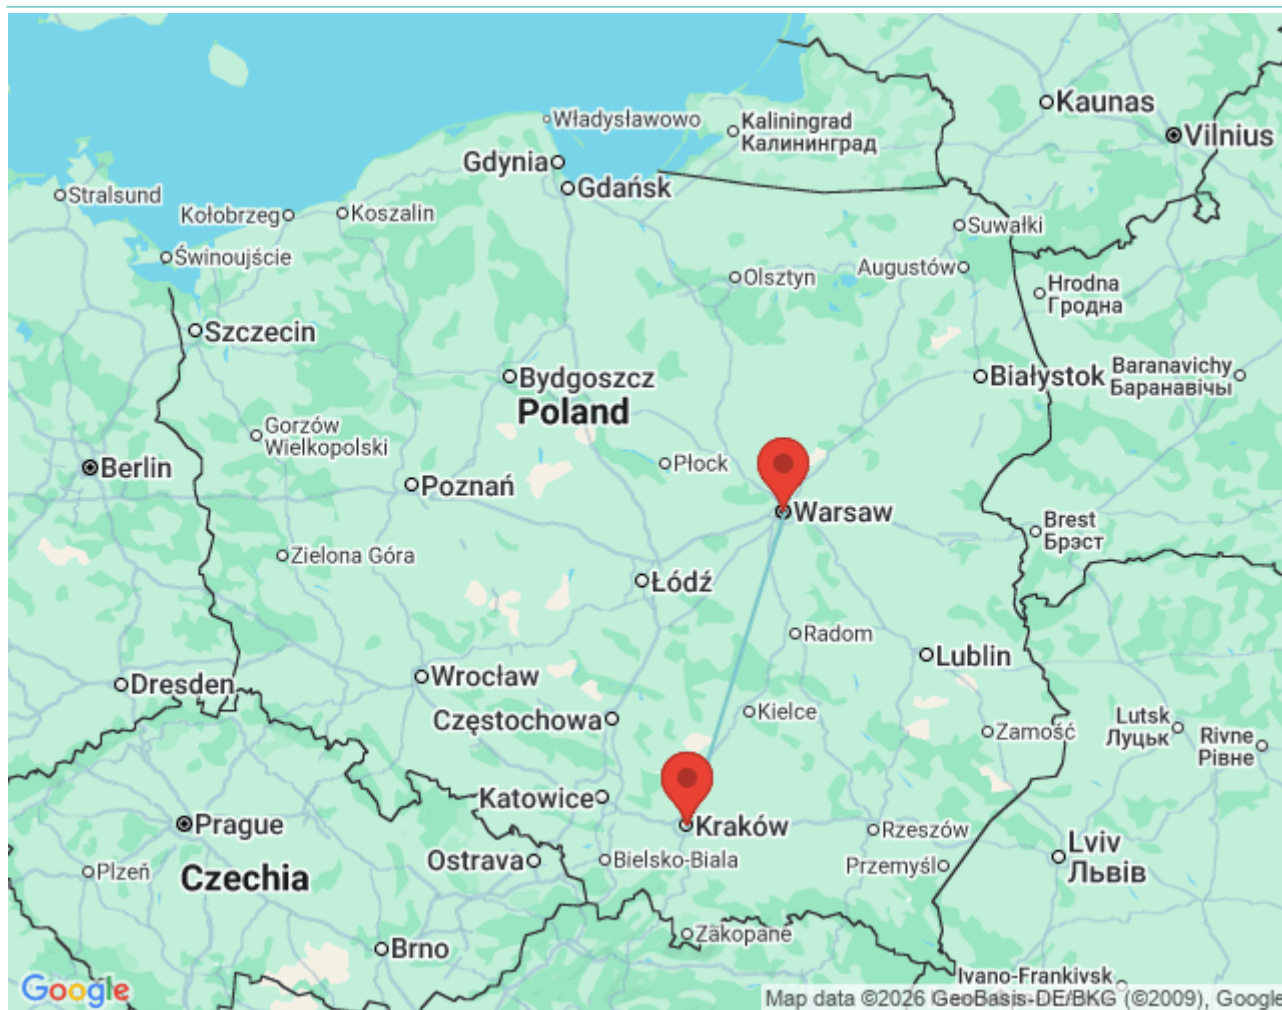 Władysławowo
Kaliningrad
Калининград
Kaunas
Vilnius
Gdynia
Gdańsk
Stralsund
Kołobrzeg
Koszalin
Suwałki
Świnoujście
Olsztyn
Augustów
Hrodna
Гродна
Szczecin
Bydgoszcz
Poland
Białystok
Baranavichy
Баранавічы
Gorzów
Wielkopolski
Berlin
Płock
Poznań
Warsaw
Brest
Брэст
Zielona Góra
Łódź
Radom
Lublin
Dresden
Wrocław
Częstochowa
Kielce
Zamość
Lutsk
Луцьк
Rivne
Рівне
Katowice
Kraków
Prague
Rzeszów
Lviv
Львів
Plzeň
Czechia
Ostrava
Bielsko-Biala
Przemyśl
Brno
Zakopane
Ivano-Frankivsk
Google
Map data ©2026 GeoBasis-DE/BKG (©2009), Google